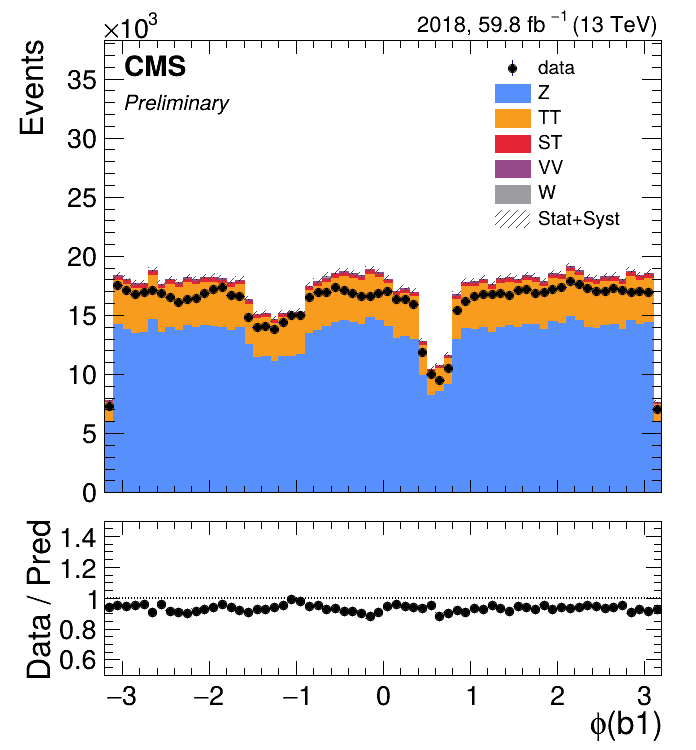 ×10³
2018, 59.8 fb⁻¹ (13 TeV)
Events
CMS
Preliminary
data
Z
TT
ST
VV
W
Stat+Syst
35
30
25
20
15
10
5
0
Data / Pred
1.4
1.2
1
0.8
0.6
−3 −2 −1 0 1 2 3
ϕ(b1)